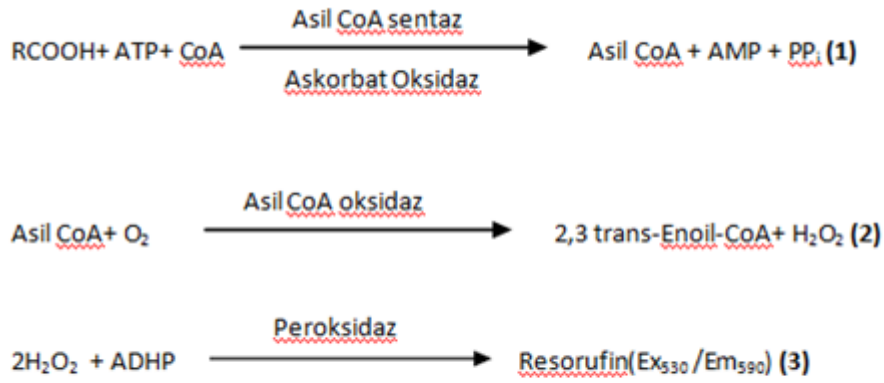 Asil CoA sentaz
RCOOH+ ATP+ CoA Asil CoA + AMP + PPi (1)
Askorbat Oksidaz
Asil CoA oksidaz
Asil CoA+ O₂ 2,3 trans-Enoil-CoA+ H₂O₂ (2)
Peroksidaz
2H₂O₂ + ADHP Resorufin(Ex₅₃₀/Em₅₉₀) (3)